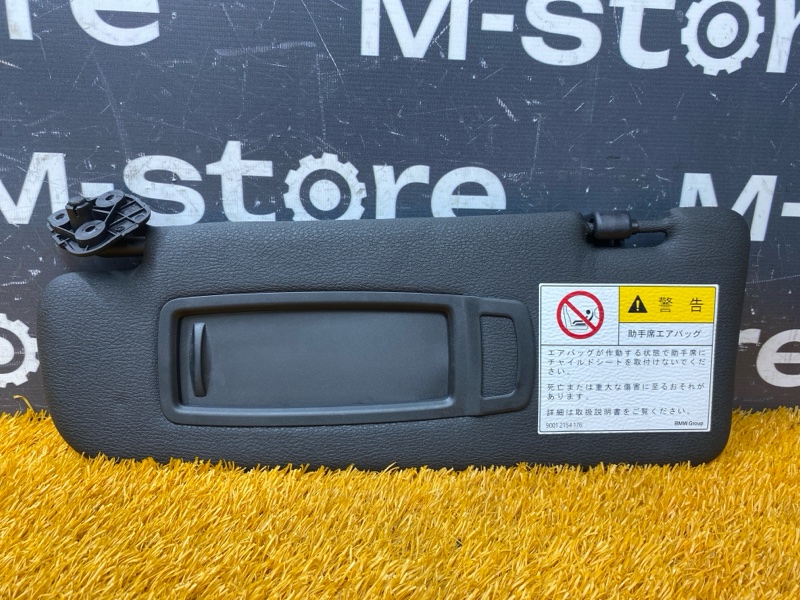 M-store
M-store
M-store
警告
助手席エアバッグ
エアバッグが作動する状態で助手席に
チャイルドシートを取付けないでくだ
さい。
死亡または重大な傷害に至るおそれが
あります。
詳細は取扱説明書をご覧ください。
9001 2154 176
BMW Group